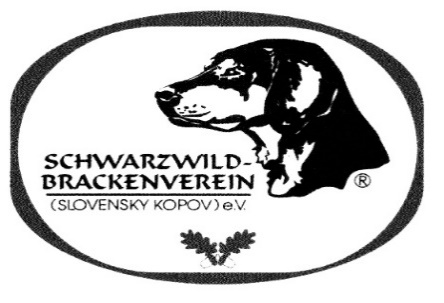 SCHWARZWILD-
BRACKENVEREIN
(SLOVENSKY KOPOV) e.V.
®